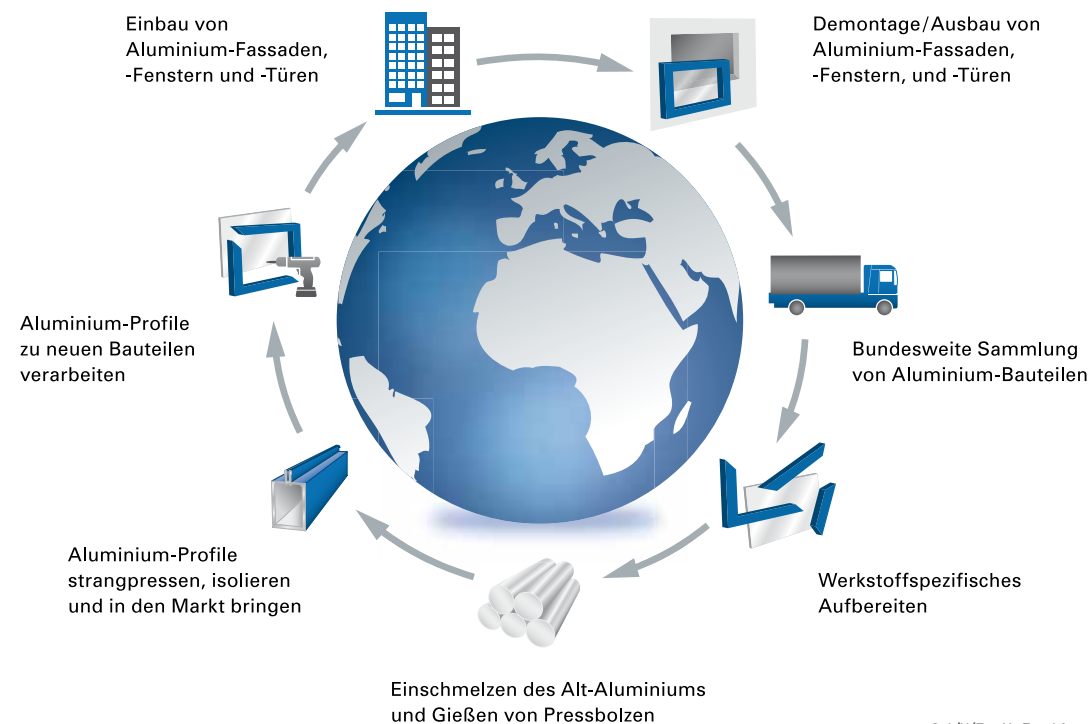 Einbau von
Aluminium-Fassaden,
-Fenstern und -Türen
Demontage/Ausbau von
Aluminium-Fassaden,
-Fenstern, und -Türen
Bundesweite Sammlung
von Aluminium-Bauteilen
Werkstoffspezifisches
Aufbereiten
Einschmelzen des Alt-Aluminiums
und Gießen von Pressbolzen
Aluminium-Profile
strangpressen, isolieren
und in den Markt bringen
Aluminium-Profile
zu neuen Bauteilen
verarbeiten